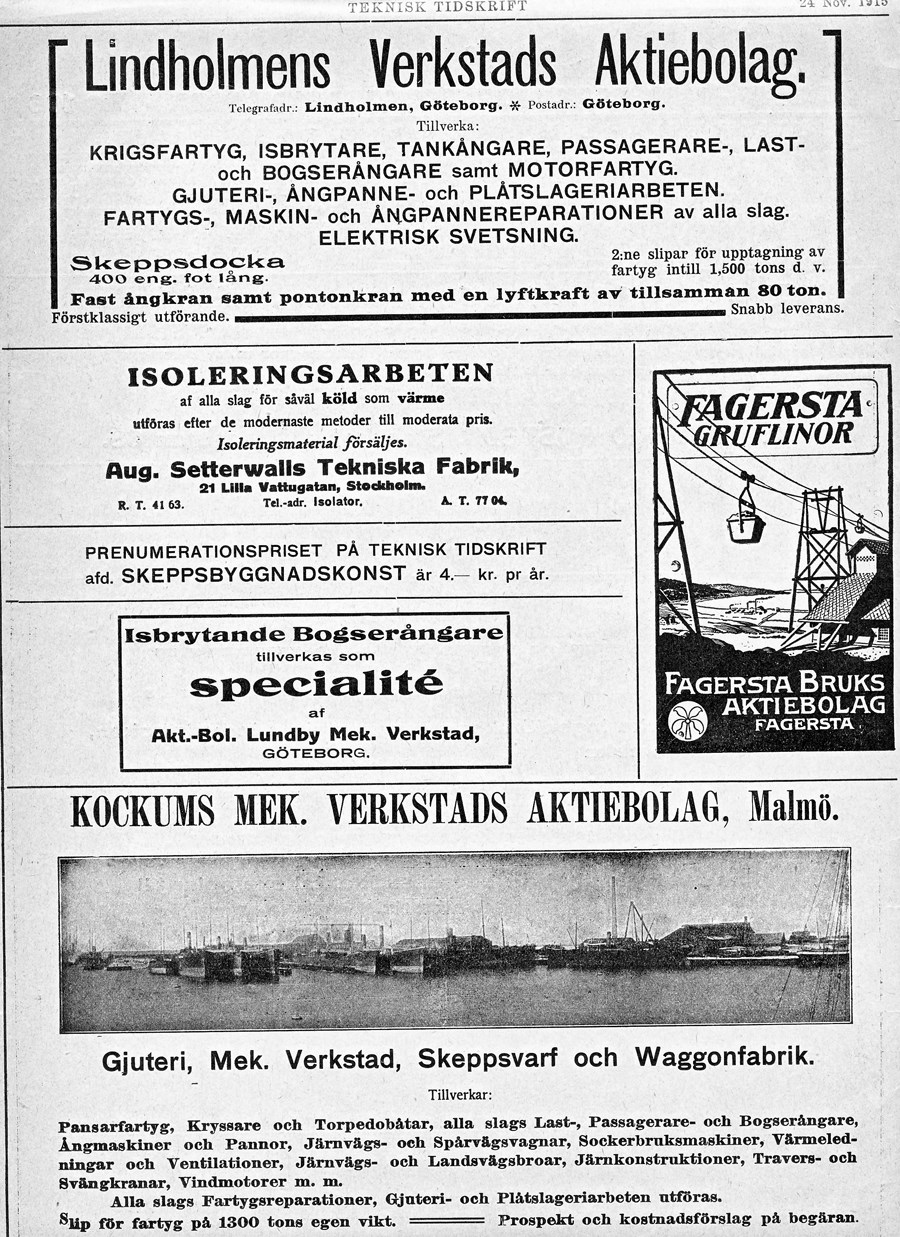 TEKNISK TIDSKRIFT
24 Nov. 1915
Lindholmens Verkstads Aktiebolag.
Telegrafadr.: Lindholmen, Göteborg. * Postadr.: Göteborg.
Tillverka:
KRIGSFARTYG, ISBRYTARE, TANKÅNGARE, PASSAGERARE-, LAST-
och BOGSERÅNGARE samt MOTORFARTYG.
GJUTERI-, ÅNGPANNE- och PLÅTSLAGERIARBETEN.
FARTYGS-, MASKIN- och ÅNGPANNEREPARATIONER av alla slag.
ELEKTRISK SVETSNING.
Skeppsdocka
400 eng. fot lång.
2:ne slipar för upptagning av
fartyg intill 1,500 tons d. v.
Fast ångkran samt pontonkran med en lyftkraft av tillsamman 80 ton.
Förstklassigt utförande.
Snabb leverans.
ISOLERINGSARBETEN
af alla slag för såväl köld som värme
utföras efter de modernaste metoder till moderata pris.
Isoleringsmaterial försäljes.
Aug. Setterwalls Tekniska Fabrik,
21 Lilla Vattugatan, Stockholm.
R. T. 41 63. Tel.-adr. Isolator. A. T. 77 04.
PRENUMERATIONSPRISET PÅ TEKNISK TIDSKRIFT
afd. SKEPPSBYGGNADSKONST är 4.— kr. pr år.
Isbrytande Bogserångare
tillverkas som
specialité
af
Akt.-Bol. Lundby Mek. Verkstad,
GÖTEBORG.
FAGERSTA
GRUFLINOR
FAGERSTA BRUKS
AKTIEBOLAG
FAGERSTA.
KOCKUMS MEK. VERKSTADS AKTIEBOLAG, Malmö.
Gjuteri, Mek. Verkstad, Skeppsvarf och Waggonfabrik.
Tillverkar:
Pansarfartyg, Kryssare och Torpedobåtar, alla slags Last-, Passagerare- och Bogserångare,
Ångmaskiner och Pannor, Järnvägs- och Spårvägsvagnar, Sockerbruksmaskiner, Värmeled-
ningar och Ventilationer, Järnvägs- och Landsvägsbroar, Järnkonstruktioner, Travers- och
Svängkranar, Vindmotorer m. m.
Alla slags Fartygsreparationer, Gjuteri- och Plåtslageriarbeten utföras.
Slip för fartyg på 1300 tons egen vikt. Prospekt och kostnadsförslag på begäran.